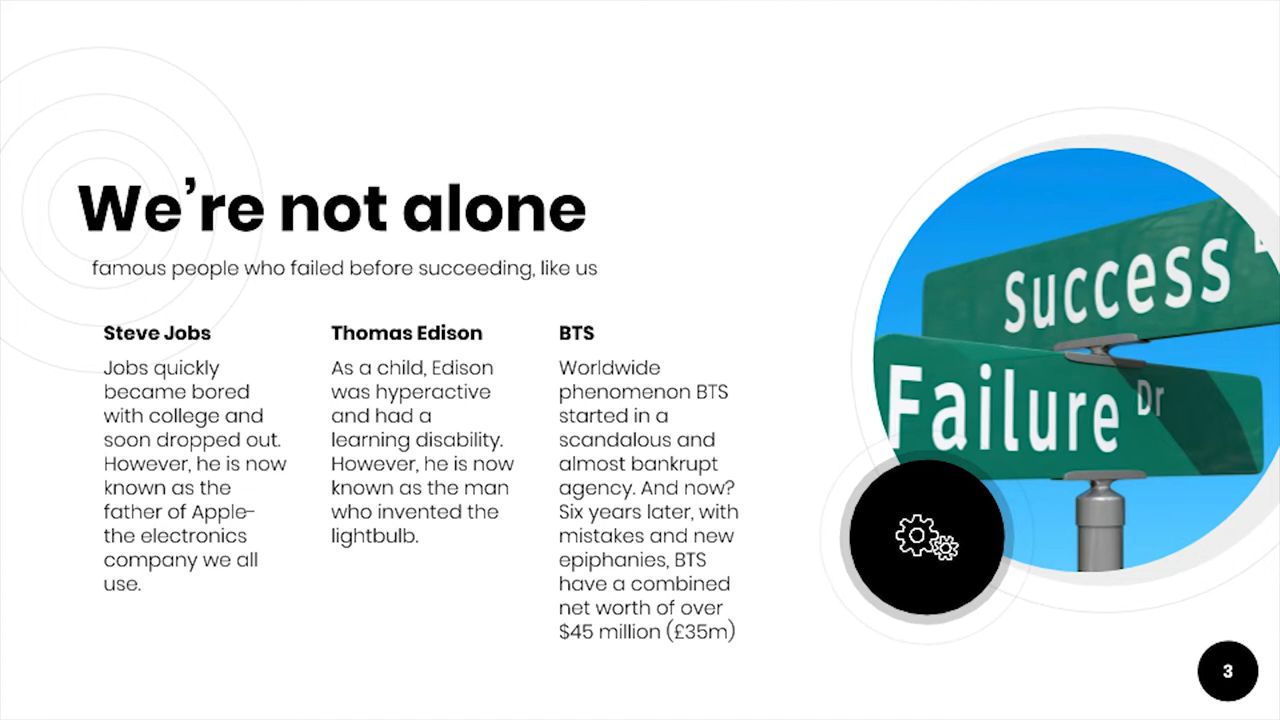 We’re not alone
famous people who failed before succeeding, like us
Steve Jobs
Jobs quickly
became bored
with college and
soon dropped out.
However, he is now
known as the
father of Apple–
the electronics
company we all
use.
Thomas Edison
As a child, Edison
was hyperactive
and had a
learning disability.
However, he is now
known as the man
who invented the
lightbulb.
BTS
Worldwide
phenomenon BTS
started in a
scandalous and
almost bankrupt
agency. And now?
Six years later, with
mistakes and new
epiphanies, BTS
have a combined
net worth of over
$45 million (£35m)
Success
Failure Dr
3